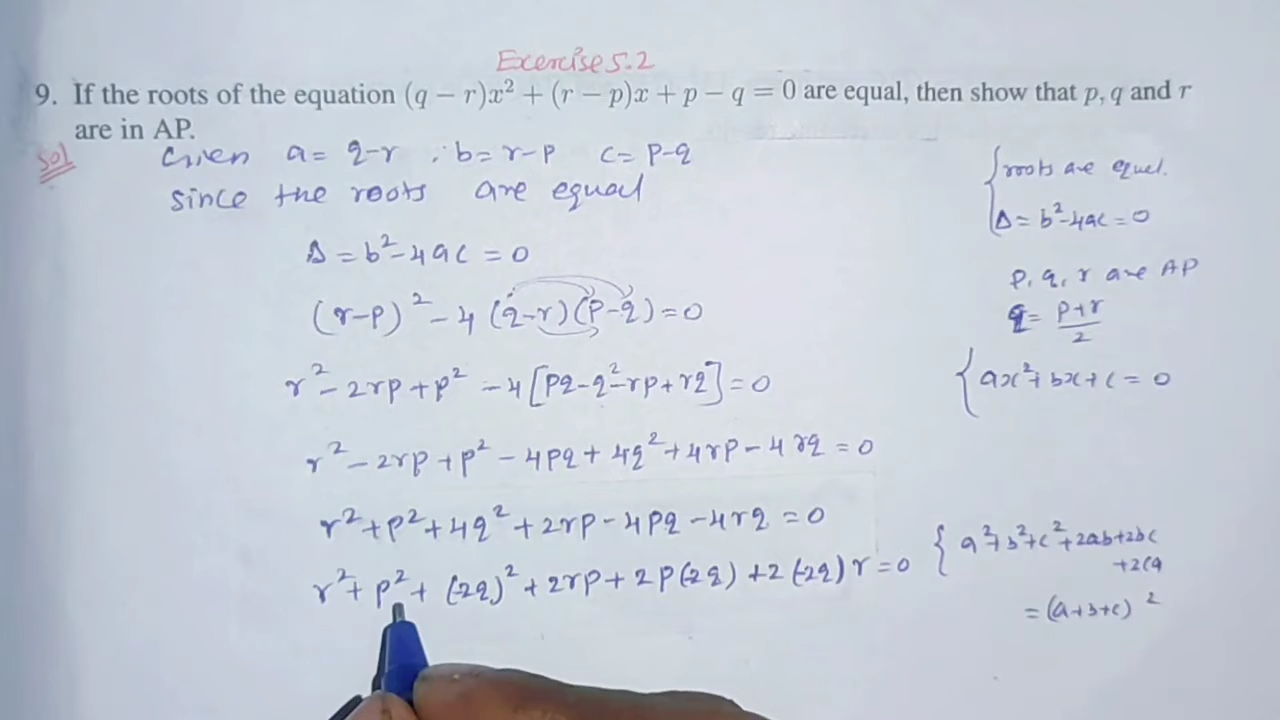 Exercise 5.2
9. If the roots of the equation (q − r)x² + (r − p)x + p − q = 0 are equal, then show that p, q and r
are in AP.
Sol Given a = q-r , b = r-p c = p-q
since the roots are equal
Δ = b²-4ac = 0
(r-p)² - 4 (q-r)(p-q) = 0
r² - 2rp + p² - 4[pq - q² - rp + rq] = 0
r² - 2rp + p² - 4pq + 4q² + 4rp - 4rq = 0
r² + p² + 4q² + 2rp - 4pq - 4rq = 0
r² + p² + (-2q)² + 2rp + 2p(-2q) + 2(-2q)r = 0
{ roots are equal.
Δ = b²-4ac = 0
p, q, r are AP
q = p+r/2
{ ax² + bx + c = 0
{ a²+b²+c²+2ab+2bc
+2ca
= (a+b+c)²